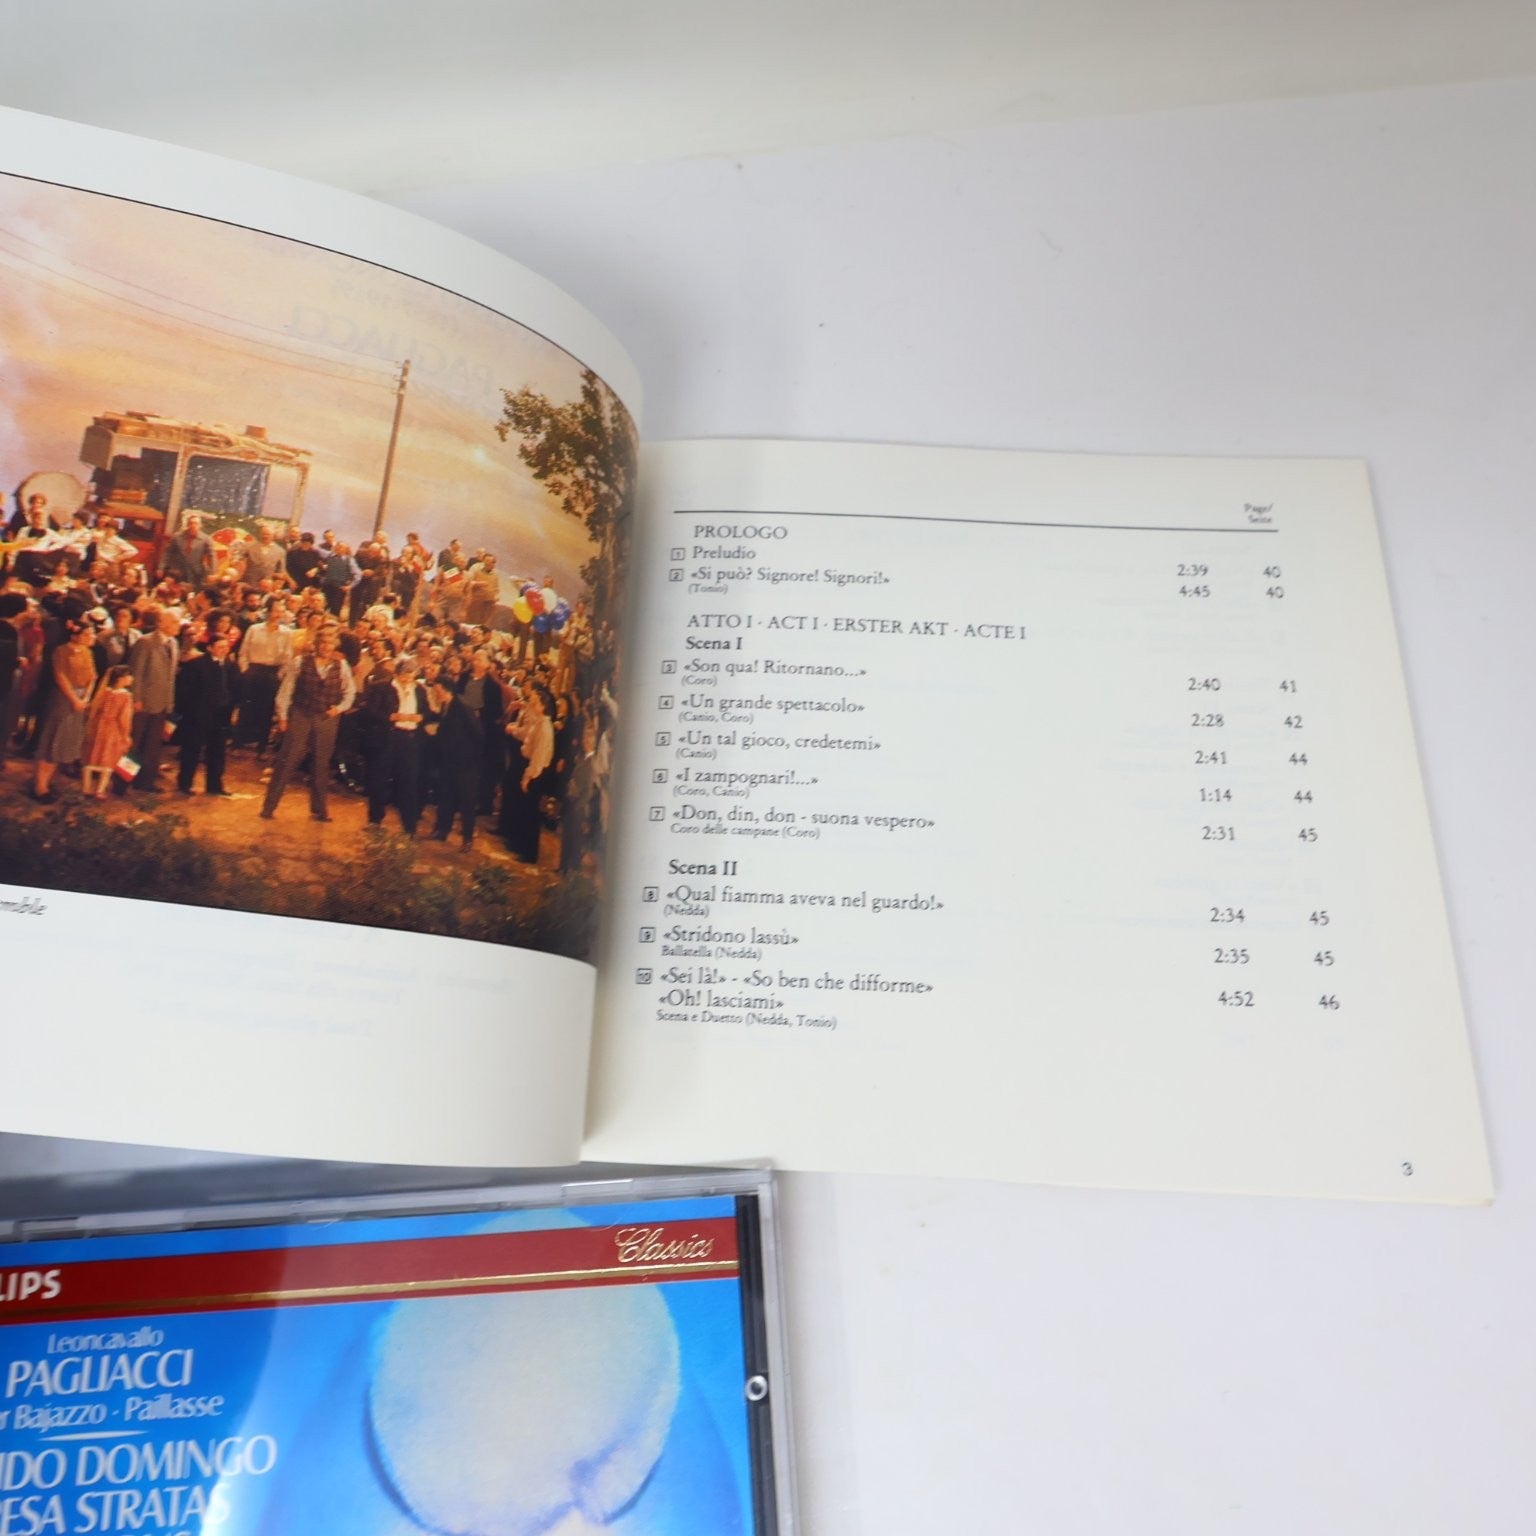 Page/
Seite
PROLOGO
1 Preludio 2:39 40
2 «Si può? Signore! Signori!» 4:45 40
(Tonio)
ATTO I · ACT I · ERSTER AKT · ACTE I
Scena I
3 «Son qua! Ritornano...» 2:40 41
(Coro)
4 «Un grande spettacolo» 2:28 42
(Canio, Coro)
5 «Un tal gioco, credetemi» 2:41 44
(Canio)
6 «I zampognari!...» 1:14 44
(Coro, Canio)
7 «Don, din, don - suona vespero» 2:31 45
Coro delle campane (Coro)
Scena II
8 «Qual fiamma aveva nel guardo!» 2:34 45
(Nedda)
9 «Stridono lassù» 2:35 45
Ballatella (Nedda)
10 «Sei là!» - «So ben che difforme» 4:52 46
«Oh! lasciami»
Scena e Duetto (Nedda, Tonio)
3
LIPS
Classics
Leoncavallo
PAGLIACCI
r Bajazzo · Paillasse
IDO DOMINGO
ESA STRATAS